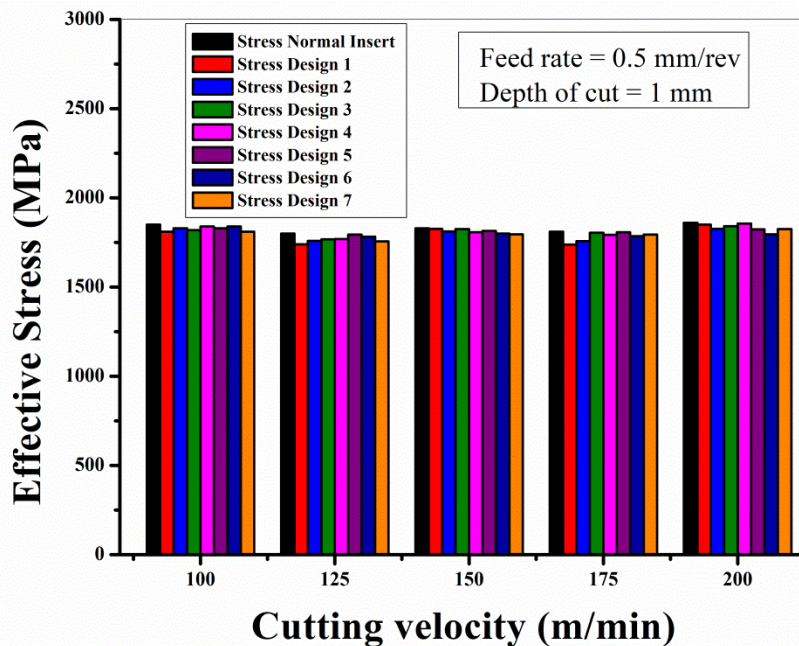 3000
2500
2000
1500
1000
500
0
Effective Stress (MPa)
Stress Normal Insert
Stress Design 1
Stress Design 2
Stress Design 3
Stress Design 4
Stress Design 5
Stress Design 6
Stress Design 7
Feed rate = 0.5 mm/rev
Depth of cut = 1 mm
100 125 150 175 200
Cutting velocity (m/min)